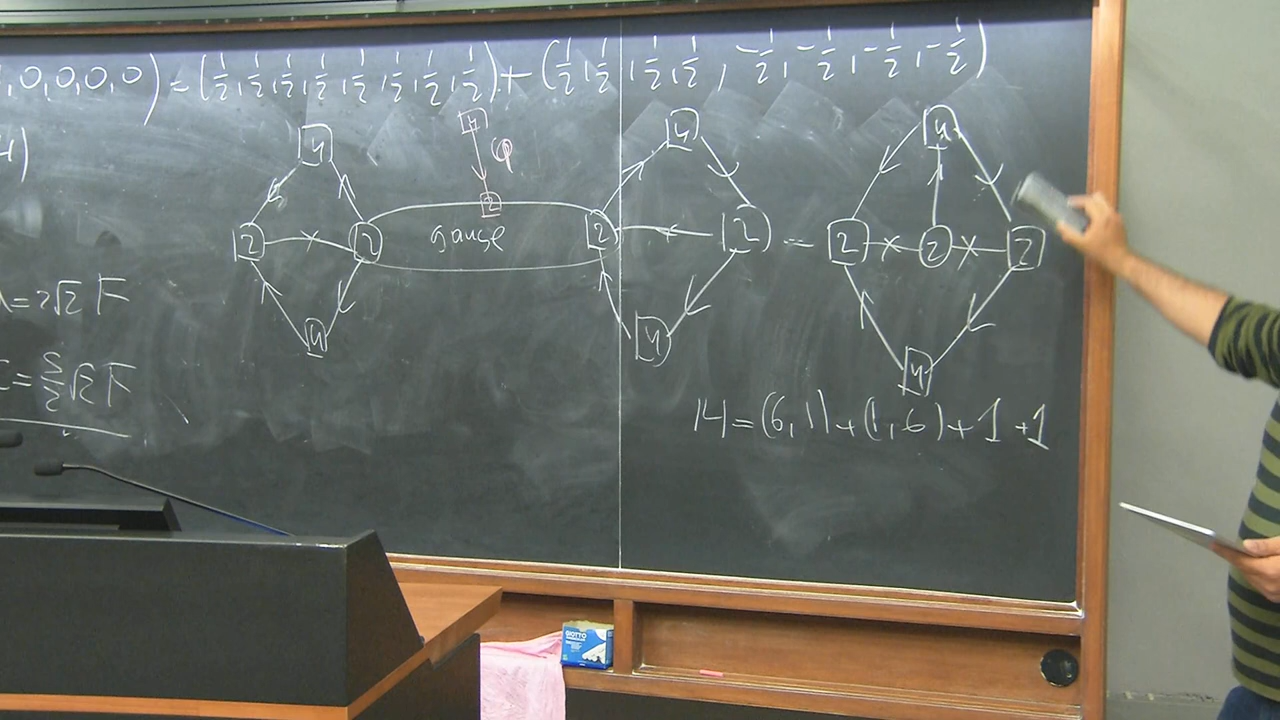 ,0,0,0,0) = (½,½,½,½,½,½,½,½) + (½,½,½,½,-½,-½,-½,-½)
4)
4 4 4 4
φ
2 2 2 2 2 2 2 2
gauge
= 2√2 F
= 5/2 √2 F
4 4 4
14 = (6,1) + (1,6) + 1 + 1
GIOTTO